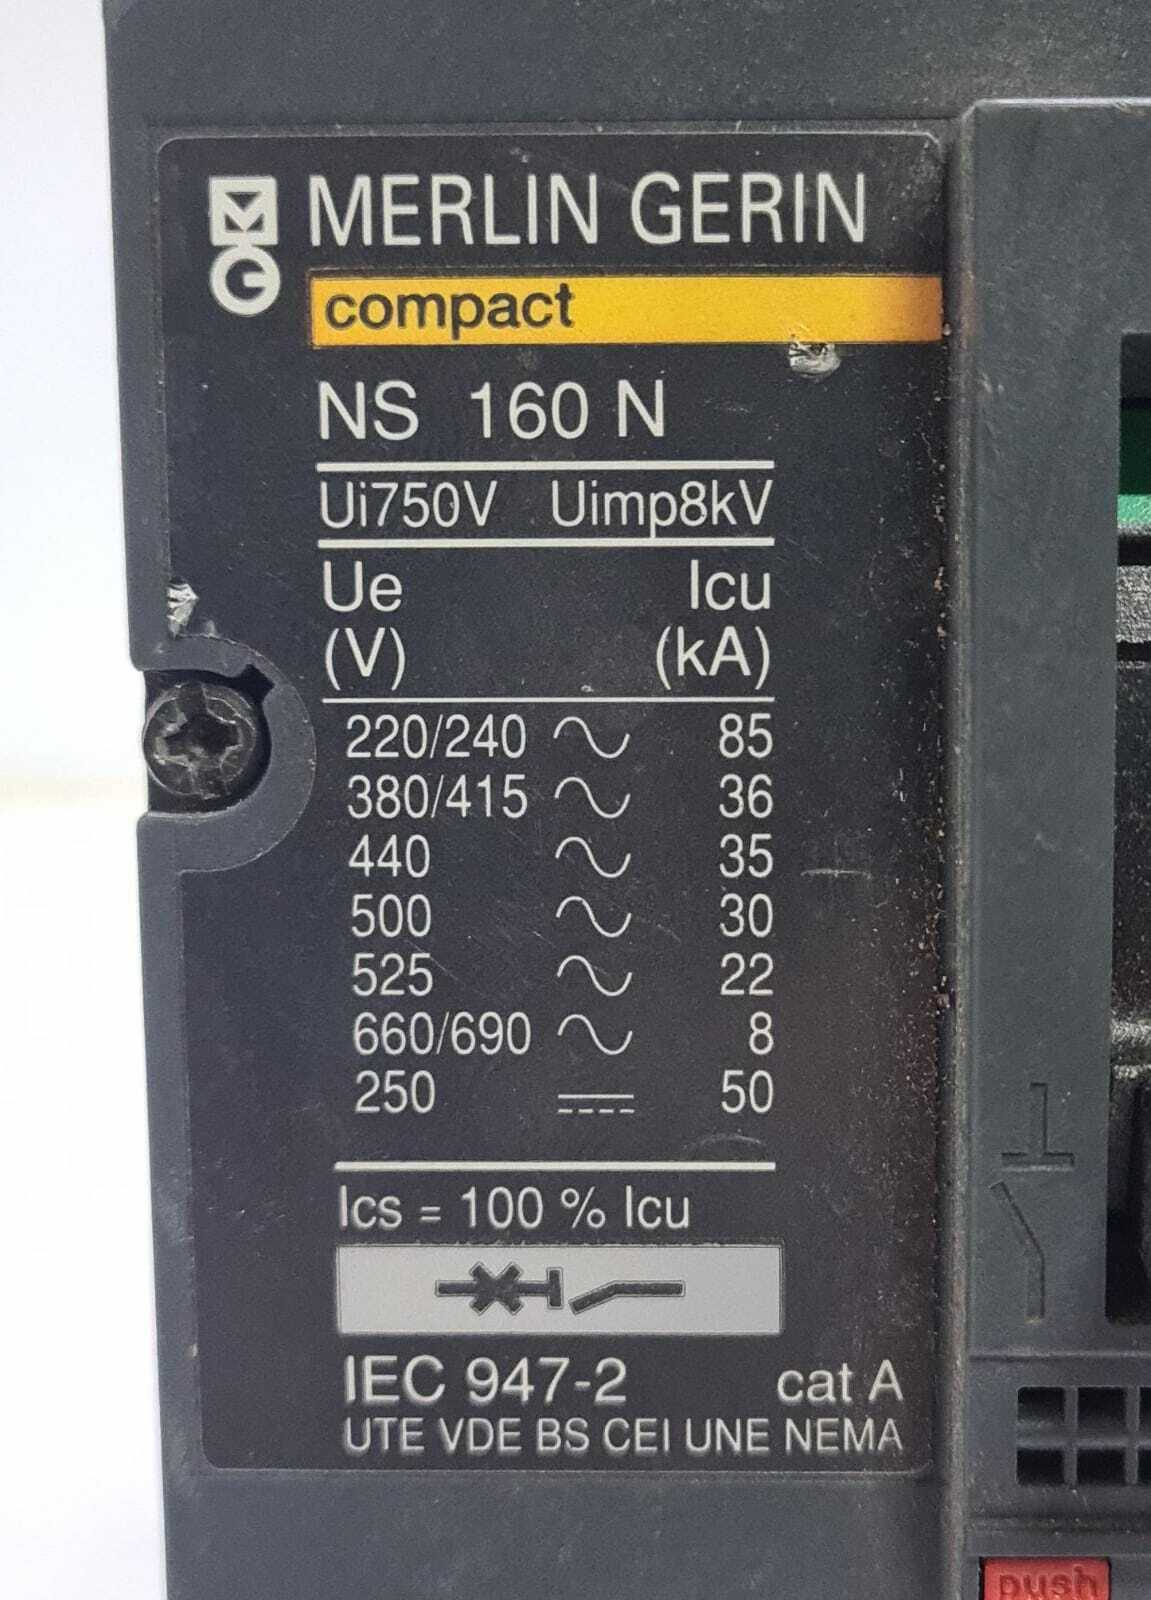 MG MERLIN GERIN
compact
NS 160 N
Ui750V Uimp8kV
Ue Icu
(V) (kA)
220/240 ~ 85
380/415 ~ 36
440 ~ 35
500 ~ 30
525 ~ 22
660/690 ~ 8
250 ⎓ 50
Ics = 100 % Icu
IEC 947-2 cat A
UTE VDE BS CEI UNE NEMA
push